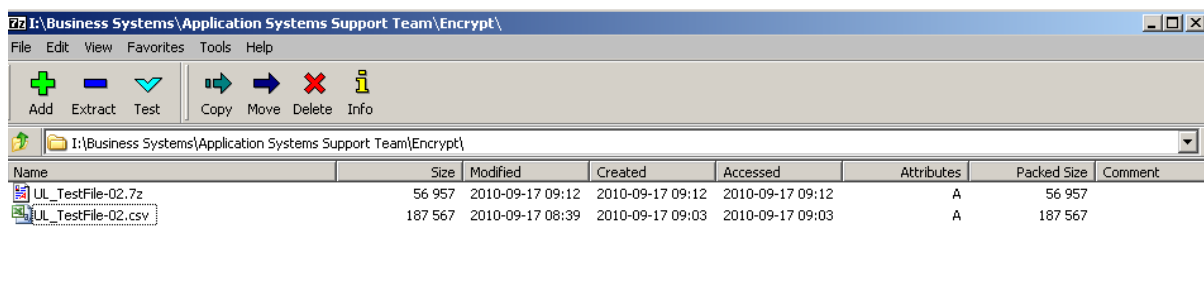 7z I:\Business Systems\Application Systems Support Team\Encrypt\
File Edit View Favorites Tools Help
Add Extract Test Copy Move Delete Info
I:\Business Systems\Application Systems Support Team\Encrypt\
Name Size Modified Created Accessed Attributes Packed Size Comment
UL_TestFile-02.7z 56 957 2010-09-17 09:12 2010-09-17 09:12 2010-09-17 09:12 A 56 957
UL_TestFile-02.csv 187 567 2010-09-17 08:39 2010-09-17 09:03 2010-09-17 09:03 A 187 567